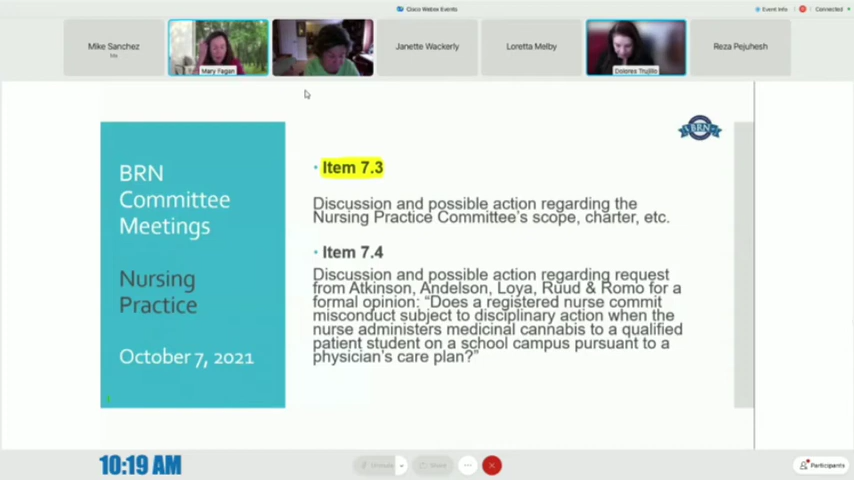 Cisco Webex Events
Event Info
Connected
Mike Sanchez
Me
Mary Fagan
Janette Wackerly
Loretta Melby
Dolores Trujillo
Reza Pejuhesh
BRN
BRN
Committee
Meetings
Nursing
Practice
October 7, 2021
• Item 7.3
Discussion and possible action regarding the
Nursing Practice Committee's scope, charter, etc.
• Item 7.4
Discussion and possible action regarding request
from Atkinson, Andelson, Loya, Ruud & Romo for a
formal opinion: “Does a registered nurse commit
misconduct subject to disciplinary action when the
nurse administers medicinal cannabis to a qualified
patient student on a school campus pursuant to a
physician's care plan?”
10:19 AM
Unmute
Share
Participants